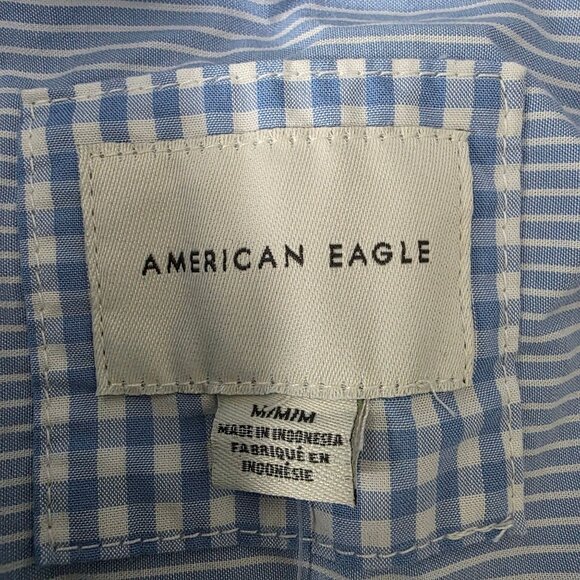 AMERICAN EAGLE
M/M/M
MADE IN INDONESIA
FABRIQUÉ EN
INDONÉSIE